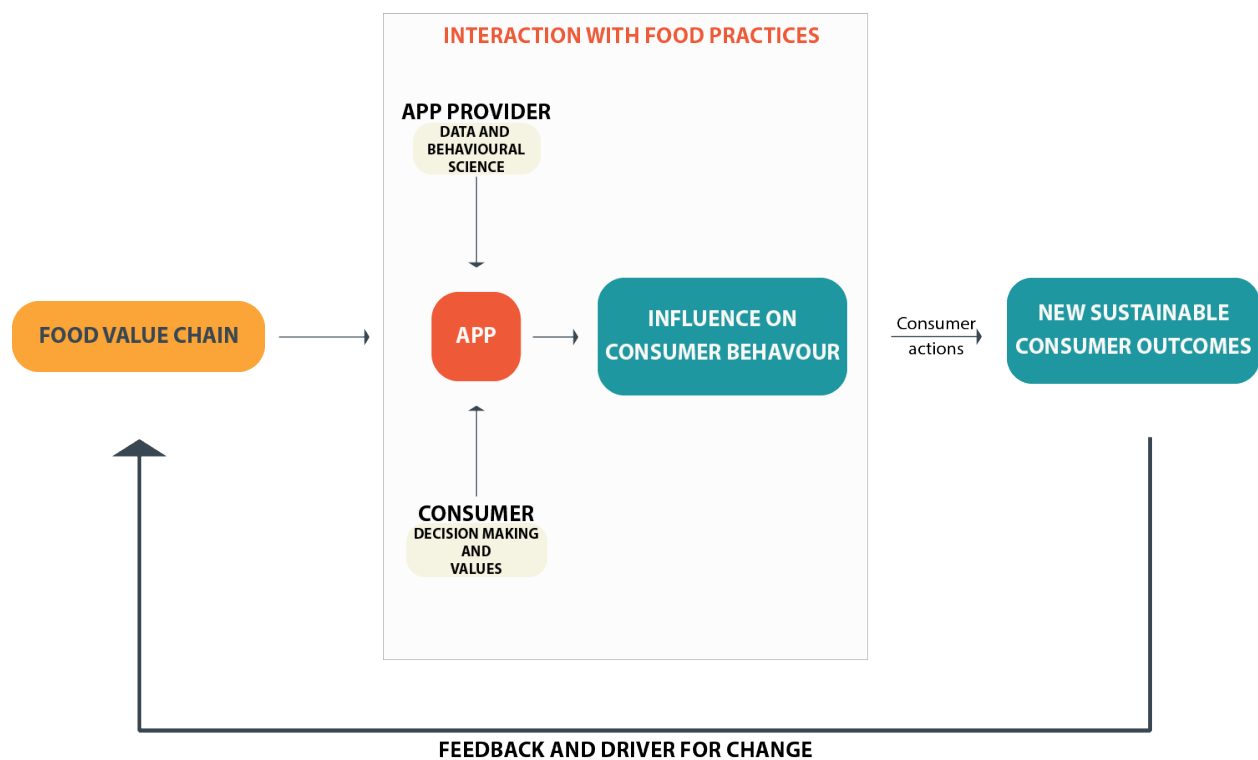 INTERACTION WITH FOOD PRACTICES
APP PROVIDER
DATA AND
BEHAVIOURAL
SCIENCE
FOOD VALUE CHAIN
APP
INFLUENCE ON
CONSUMER BEHAVOUR
Consumer
actions
NEW SUSTAINABLE
CONSUMER OUTCOMES
CONSUMER
DECISION MAKING
AND
VALUES
FEEDBACK AND DRIVER FOR CHANGE